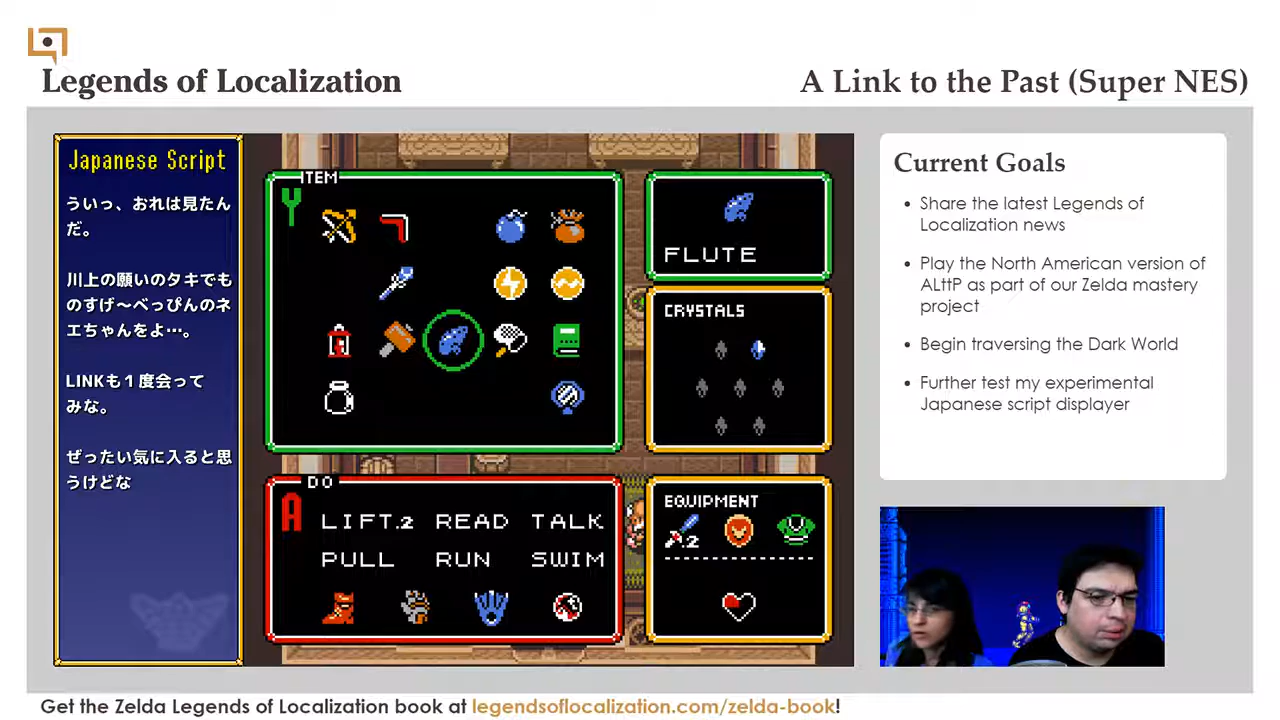 Legends of Localization
A Link to the Past (Super NES)
Japanese Script
ういっ、おれは見たん
だ。
川上の願いのタキでも
のすげ〜べっぴんのネ
エちゃんをよ…。
LINKも１度会って
みな。
ぜったい気に入ると思
うけどな
ITEM
Y
FLUTE
CRYSTALS
DO
A
LIFT.2 READ TALK
PULL RUN SWIM
EQUIPMENT
.2
Current Goals
• Share the latest Legends of
Localization news
• Play the North American version of
ALttP as part of our Zelda mastery
project
• Begin traversing the Dark World
• Further test my experimental
Japanese script displayer
Get the Zelda Legends of Localization book at legendsoflocalization.com/zelda-book!